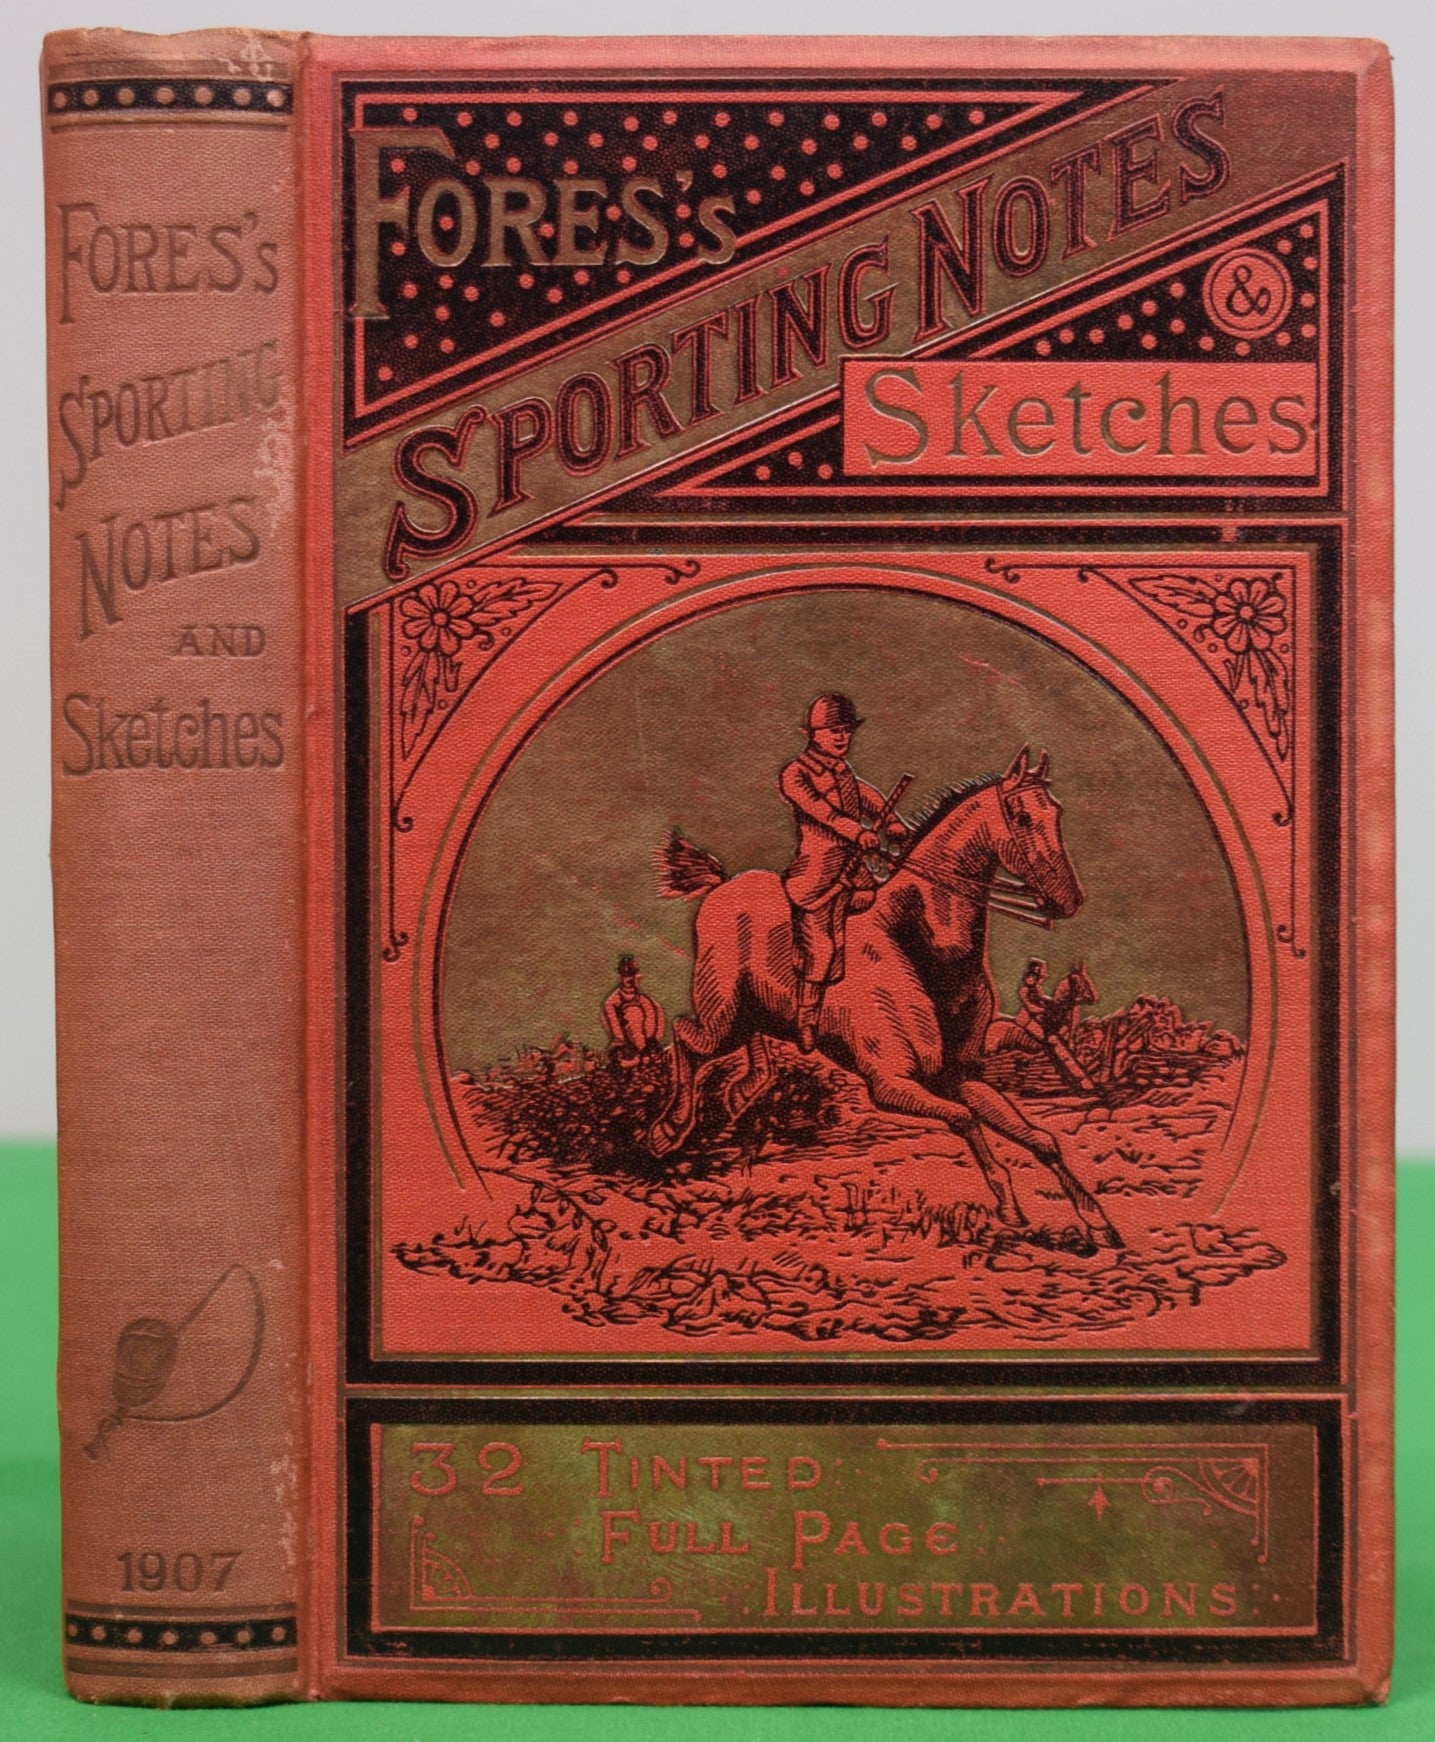 FORES's
SPORTING
NOTES
AND
Sketches
1907
FORES's
SPORTING NOTES
&
Sketches
32 TINTED
FULL PAGE
ILLUSTRATIONS